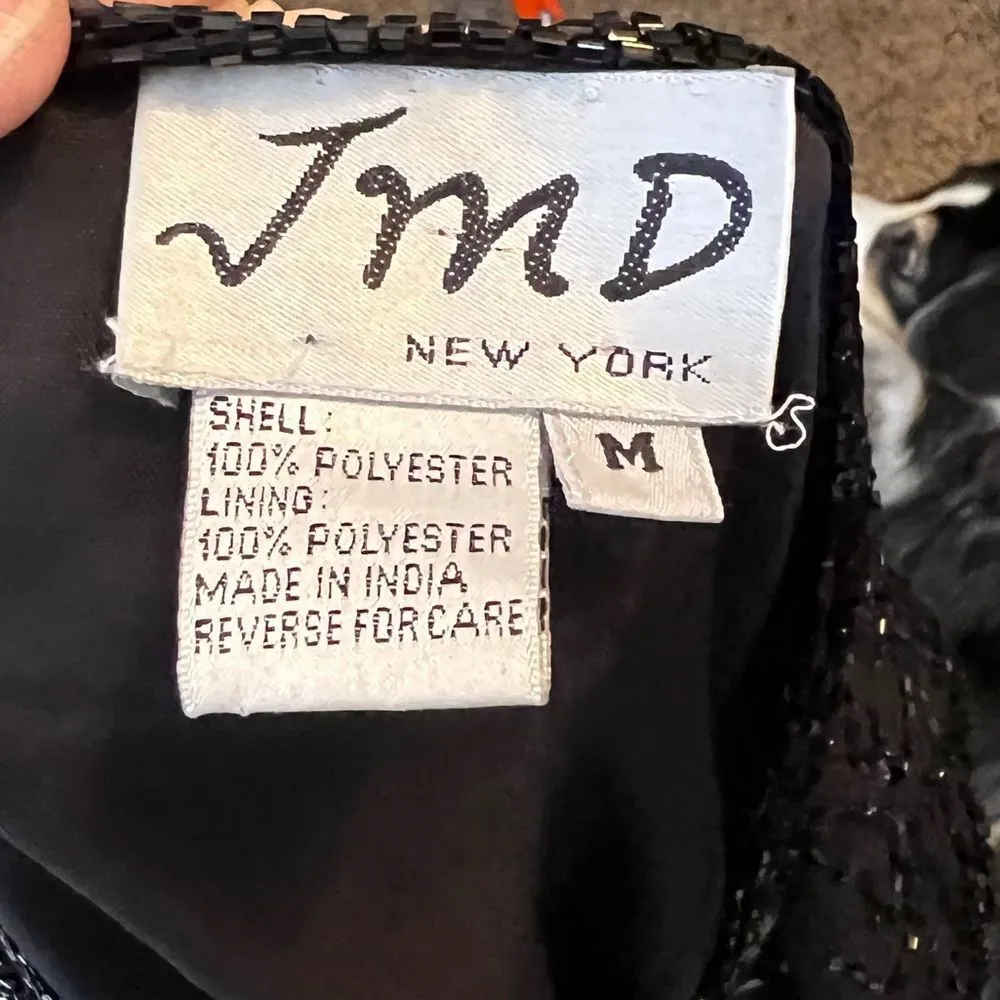 JmD
NEW YORK
SHELL:
100% POLYESTER
LINING:
100% POLYESTER
MADE IN INDIA
REVERSE FOR CARE
M